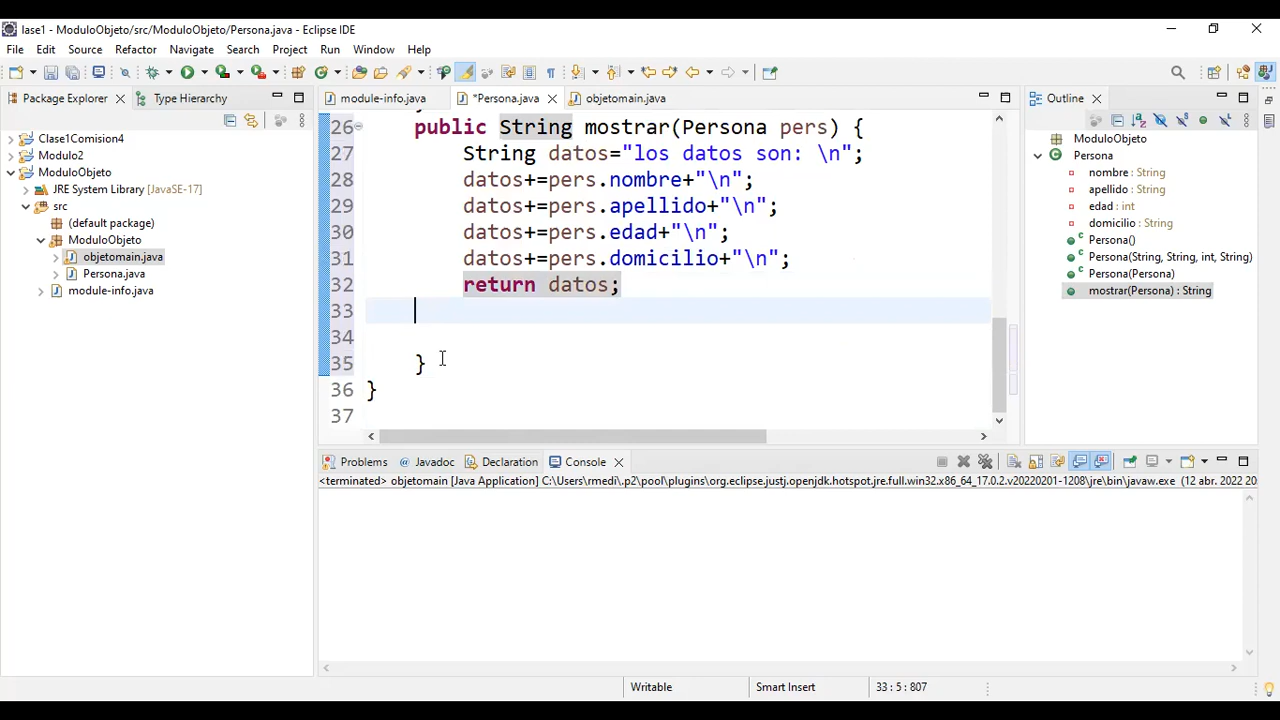 lase1 - ModuloObjeto/src/ModuloObjeto/Persona.java - Eclipse IDE
File Edit Source Refactor Navigate Search Project Run Window Help
Package Explorer Type Hierarchy module-info.java *Persona.java objetomain.java Outline
Clase1Comision4
Modulo2
ModuloObjeto
JRE System Library [JavaSE-17]
src
(default package)
ModuloObjeto
objetomain.java
Persona.java
module-info.java
26 public String mostrar(Persona pers) {
27 String datos="los datos son: \n";
28 datos+=pers.nombre+"\n";
29 datos+=pers.apellido+"\n";
30 datos+=pers.edad+"\n";
31 datos+=pers.domicilio+"\n";
32 return datos;
33
34
35 }
36 }
37
ModuloObjeto
Persona
nombre : String
apellido : String
edad : int
domicilio : String
Persona()
Persona(String, String, int, String)
Persona(Persona)
mostrar(Persona) : String
Problems Javadoc Declaration Console
<terminated> objetomain [Java Application] C:\Users\rmedi\.p2\pool\plugins\org.eclipse.justj.openjdk.hotspot.jre.full.win32.x86_64_17.0.2.v20220201-1208\jre\bin\javaw.exe (12 abr. 2022 20
Writable Smart Insert 33 : 5 : 807